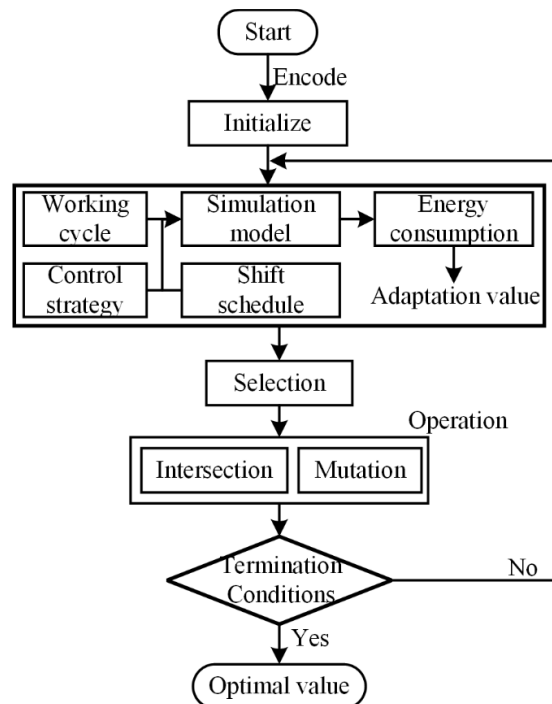 Start
Encode
Initialize
Working
cycle
Simulation
model
Energy
consumption
Control
strategy
Shift
schedule
Adaptation value
Selection
Operation
Intersection
Mutation
Termination
Conditions
No
Yes
Optimal value